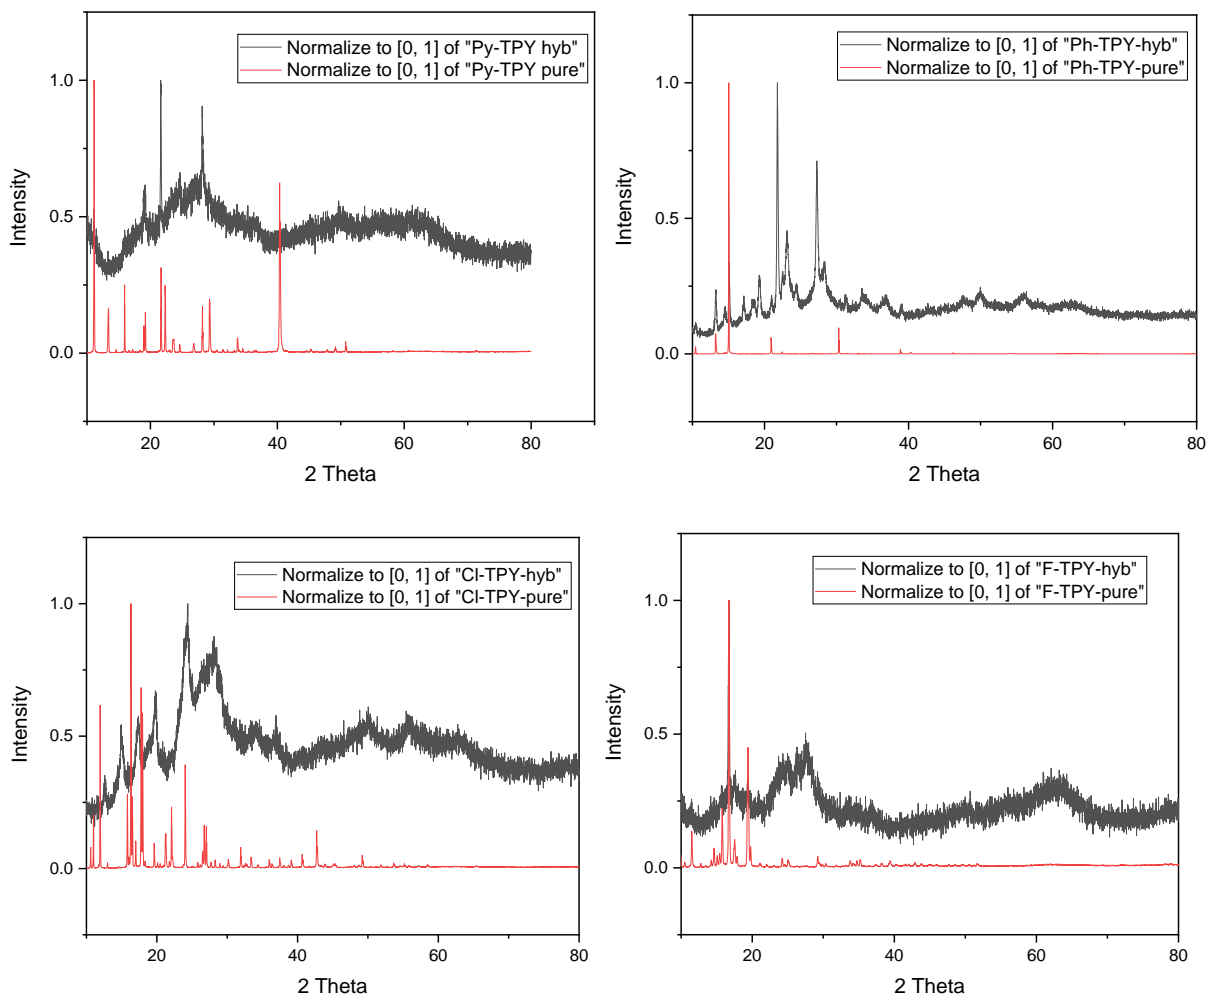 Normalize to [0, 1] of "Py-TPY hyb"
Normalize to [0, 1] of "Py-TPY pure"
1.0
0.5
0.0
Intensity
20
40
60
80
2 Theta
Normalize to [0, 1] of "Ph-TPY-hyb"
Normalize to [0, 1] of "Ph-TPY-pure"
1.0
0.5
0.0
Intensity
20
40
60
80
2 Theta
Normalize to [0, 1] of "Cl-TPY-hyb"
Normalize to [0, 1] of "Cl-TPY-pure"
1.0
0.5
0.0
Intensity
20
40
60
80
2 Theta
Normalize to [0, 1] of "F-TPY-hyb"
Normalize to [0, 1] of "F-TPY-pure"
1.0
0.5
0.0
Intensity
20
40
60
80
2 Theta